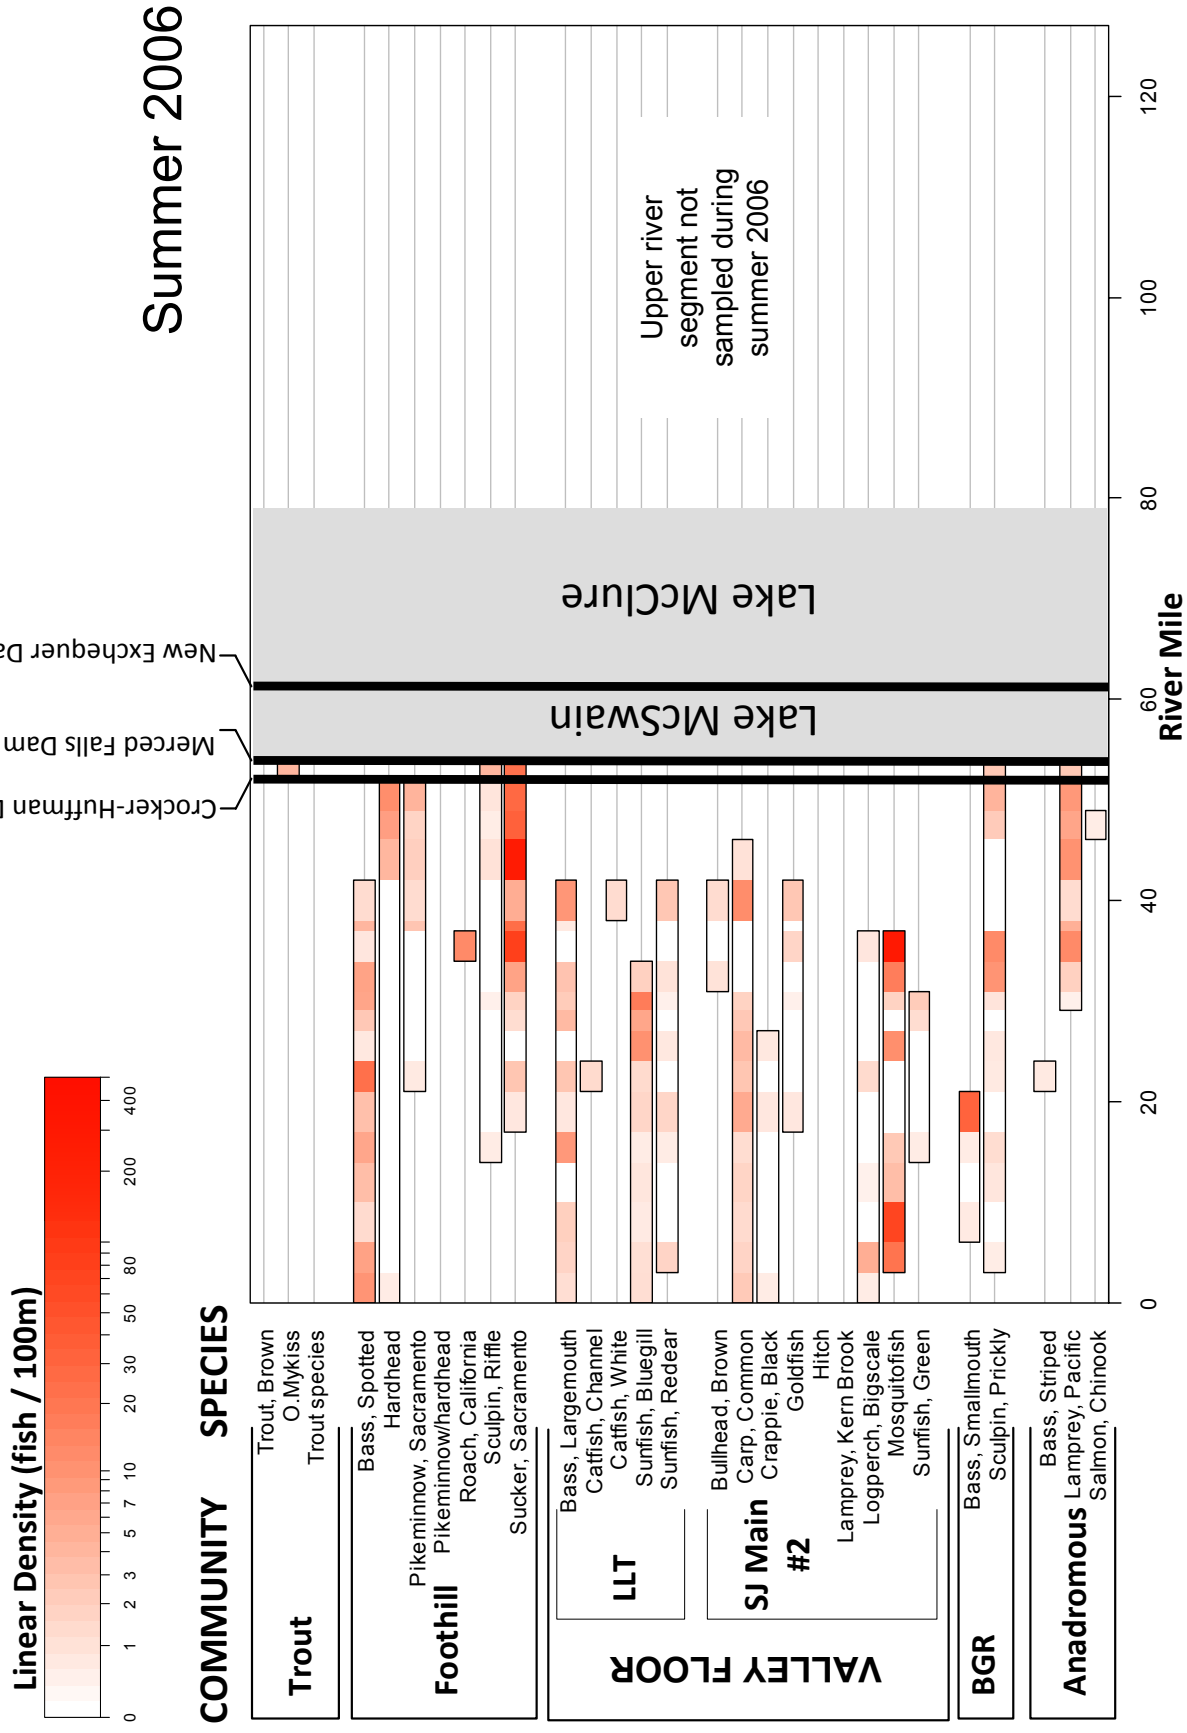 Summer 2006
Linear Density (fish / 100m)
0
1
2
3
5
7
10
20
30
50
80
200
400
COMMUNITY
SPECIES
Trout
Trout, Brown
O.Mykiss
Trout species
Foothill
Bass, Spotted
Hardhead
Pikeminnow, Sacramento
Pikeminnow/hardhead
Roach, California
Sculpin, Riffle
Sucker, Sacramento
VALLEY FLOOR
LLT
Bass, Largemouth
Catfish, Channel
Catfish, White
Sunfish, Bluegill
Sunfish, Redear
SJ Main
#2
Bullhead, Brown
Carp, Common
Crappie, Black
Goldfish
Hitch
Lamprey, Kern Brook
Logperch, Bigscale
Mosquitofish
Sunfish, Green
BGR
Bass, Smallmouth
Sculpin, Prickly
Anadromous
Bass, Striped
Lamprey, Pacific
Salmon, Chinook
Crocker-Huffman
Merced Falls Dam
New Exchequer
Lake McSwain
Lake McClure
Upper river
segment not
sampled during
summer 2006
0
20
40
60
80
100
120
River Mile